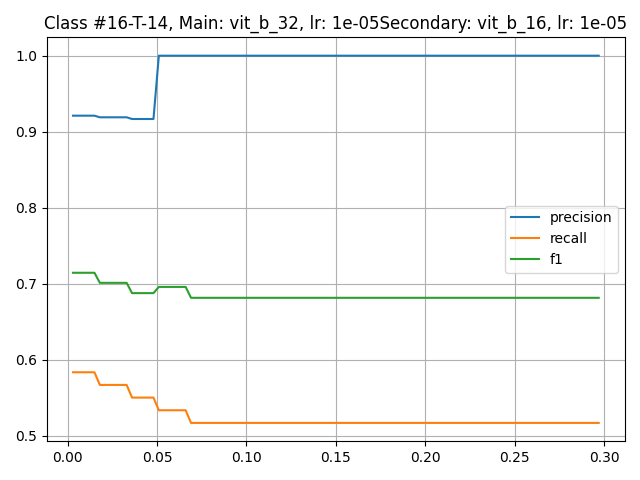 Class #16-T-14, Main: vit_b_32, lr: 1e-05Secondary: vit_b_16, lr: 1e-05
1.0
0.9
0.8
0.7
0.6
0.5
precision
recall
f1
0.00 0.05 0.10 0.15 0.20 0.25 0.30